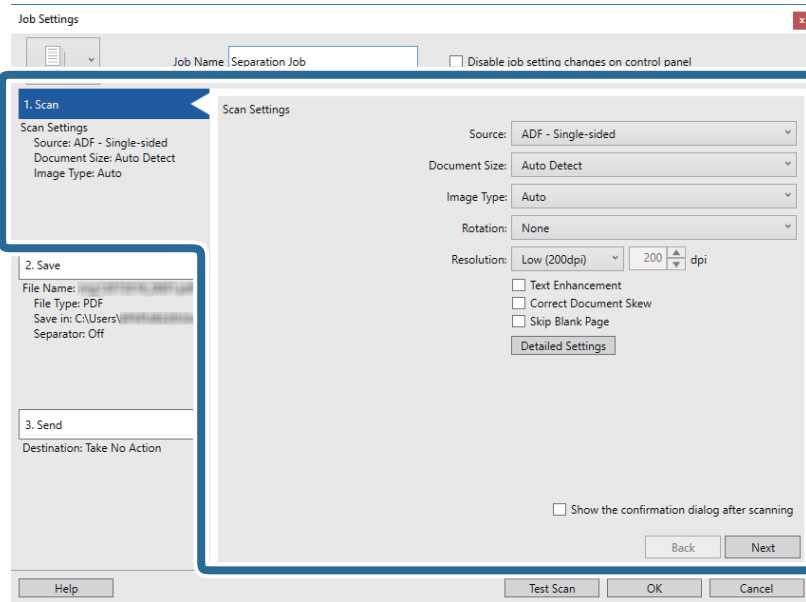 Job Settings
x
Job Name Separation Job Disable job setting changes on control panel
1. Scan
Scan Settings
Source: ADF - Single-sided
Document Size: Auto Detect
Image Type: Auto
2. Save
File Name:
File Type: PDF
Save in: C:\Users\
Separator: Off
3. Send
Destination: Take No Action
Scan Settings
Source: ADF - Single-sided
Document Size: Auto Detect
Image Type: Auto
Rotation: None
Resolution: Low (200dpi) 200 dpi
Text Enhancement
Correct Document Skew
Skip Blank Page
Detailed Settings
Show the confirmation dialog after scanning
Back Next
Help Test Scan OK Cancel